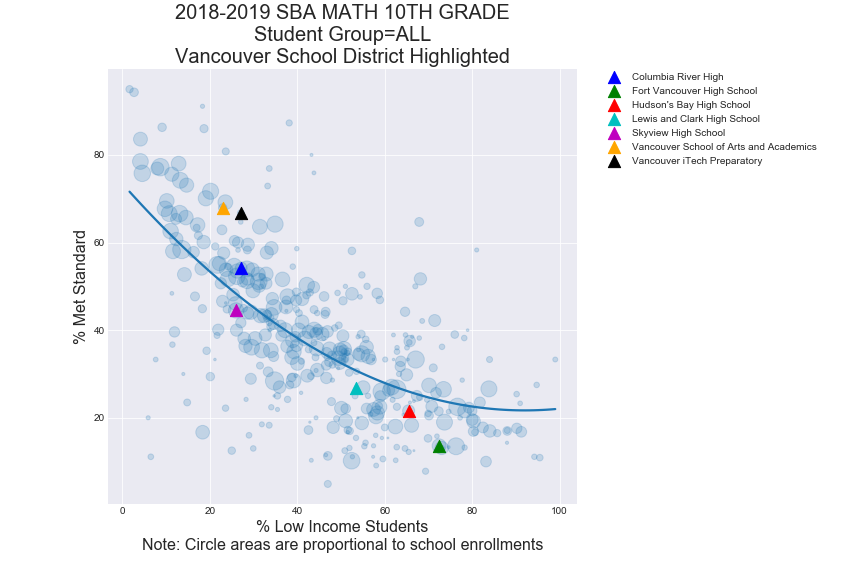 2018-2019 SBA MATH 10TH GRADE
Student Group=ALL
Vancouver School District Highlighted
Columbia River High
Fort Vancouver High School
Hudson's Bay High School
Lewis and Clark High School
Skyview High School
Vancouver School of Arts and Academics
Vancouver iTech Preparatory
% Met Standard
80
60
40
20
0 20 40 60 80 100
% Low Income Students
Note: Circle areas are proportional to school enrollments